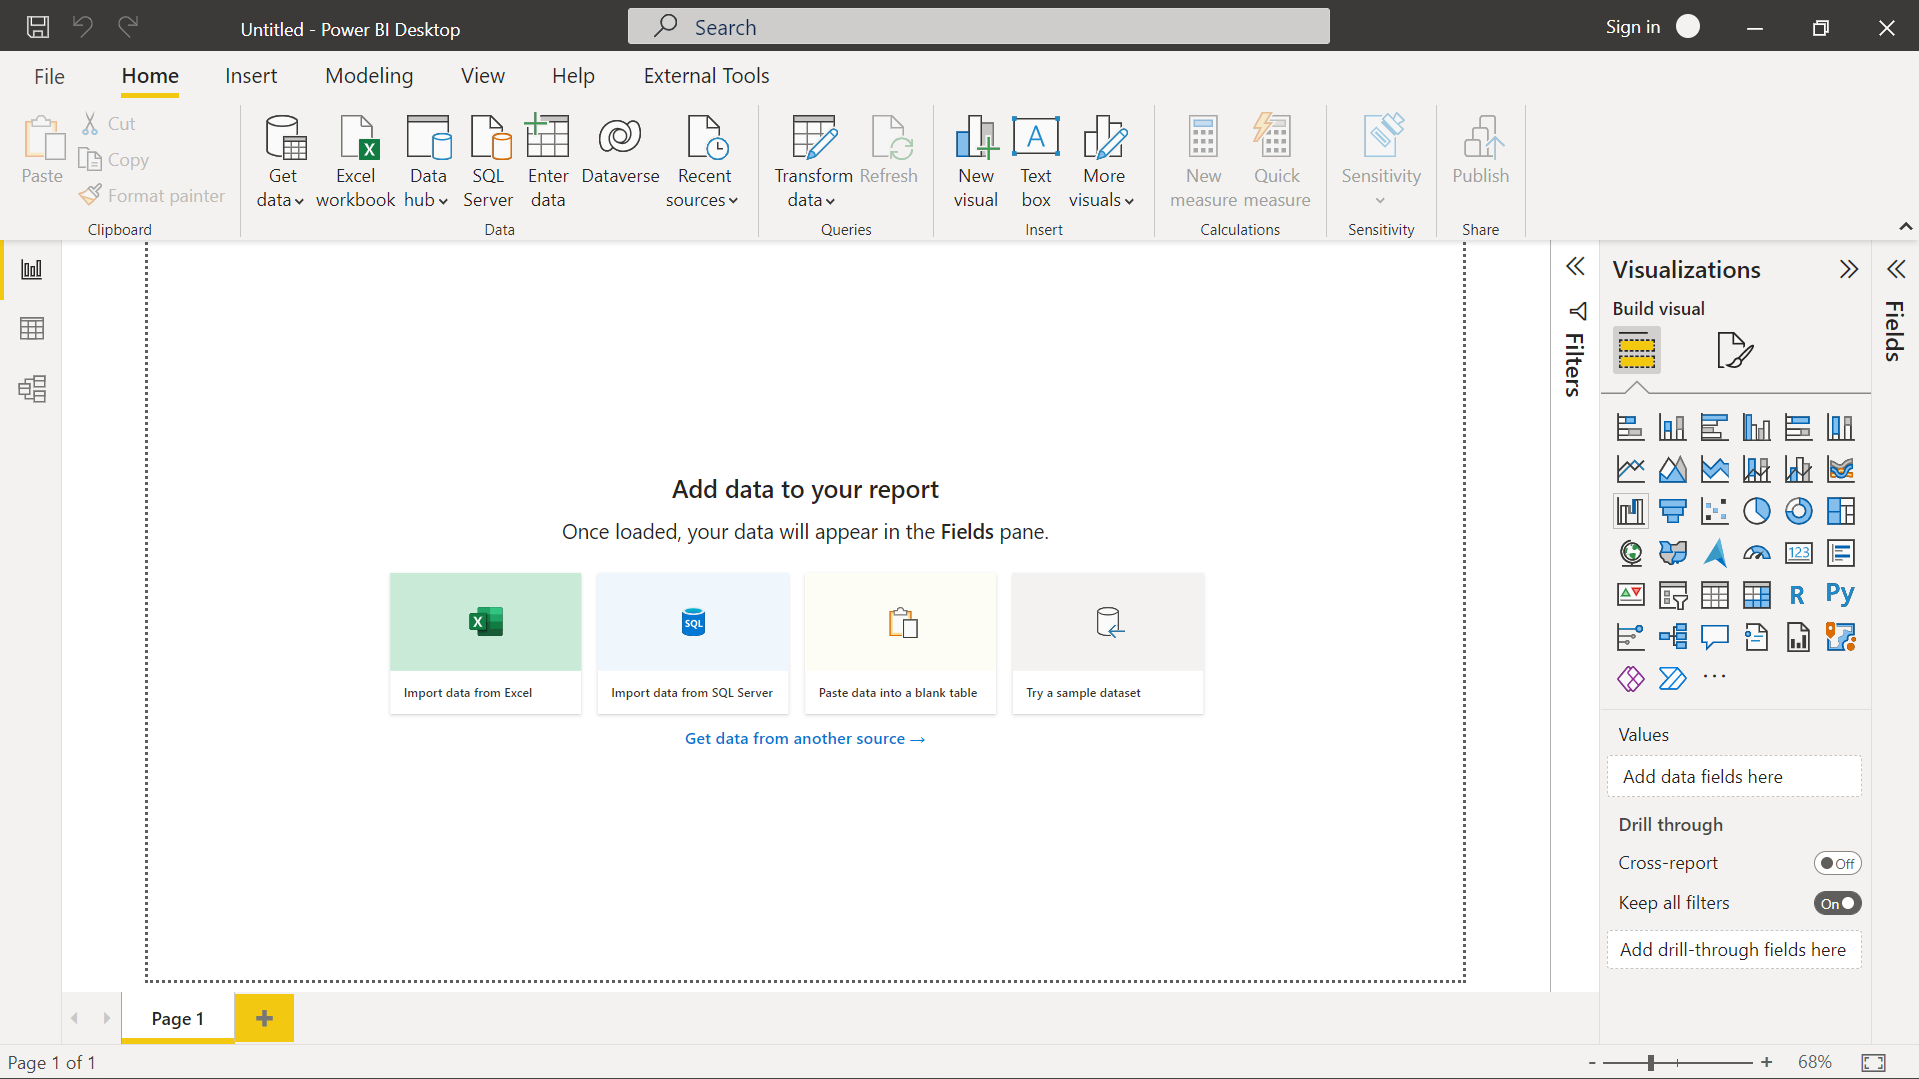 Untitled - Power BI Desktop
Search
Sign in
File
Home
Insert
Modeling
View
Help
External Tools
Paste
Cut
Copy
Format painter
Clipboard
Get data
Excel workbook
Data hub
SQL Server
Enter data
Dataverse
Recent sources
Data
Transform data
Refresh
Queries
New visual
A
Text box
More visuals
Insert
New measure
Quick measure
Calculations
Sensitivity
Sensitivity
Publish
Share
Add data to your report
Once loaded, your data will appear in the Fields pane.
X
SQL
Import data from Excel
Import data from SQL Server
Paste data into a blank table
Try a sample dataset
Get data from another source →
Filters
Visualizations
Build visual
123
R
Py
...
Values
Add data fields here
Drill through
Cross-report
Off
Keep all filters
On
Add drill-through fields here
Fields
Page 1
+
Page 1 of 1
-
+
68%